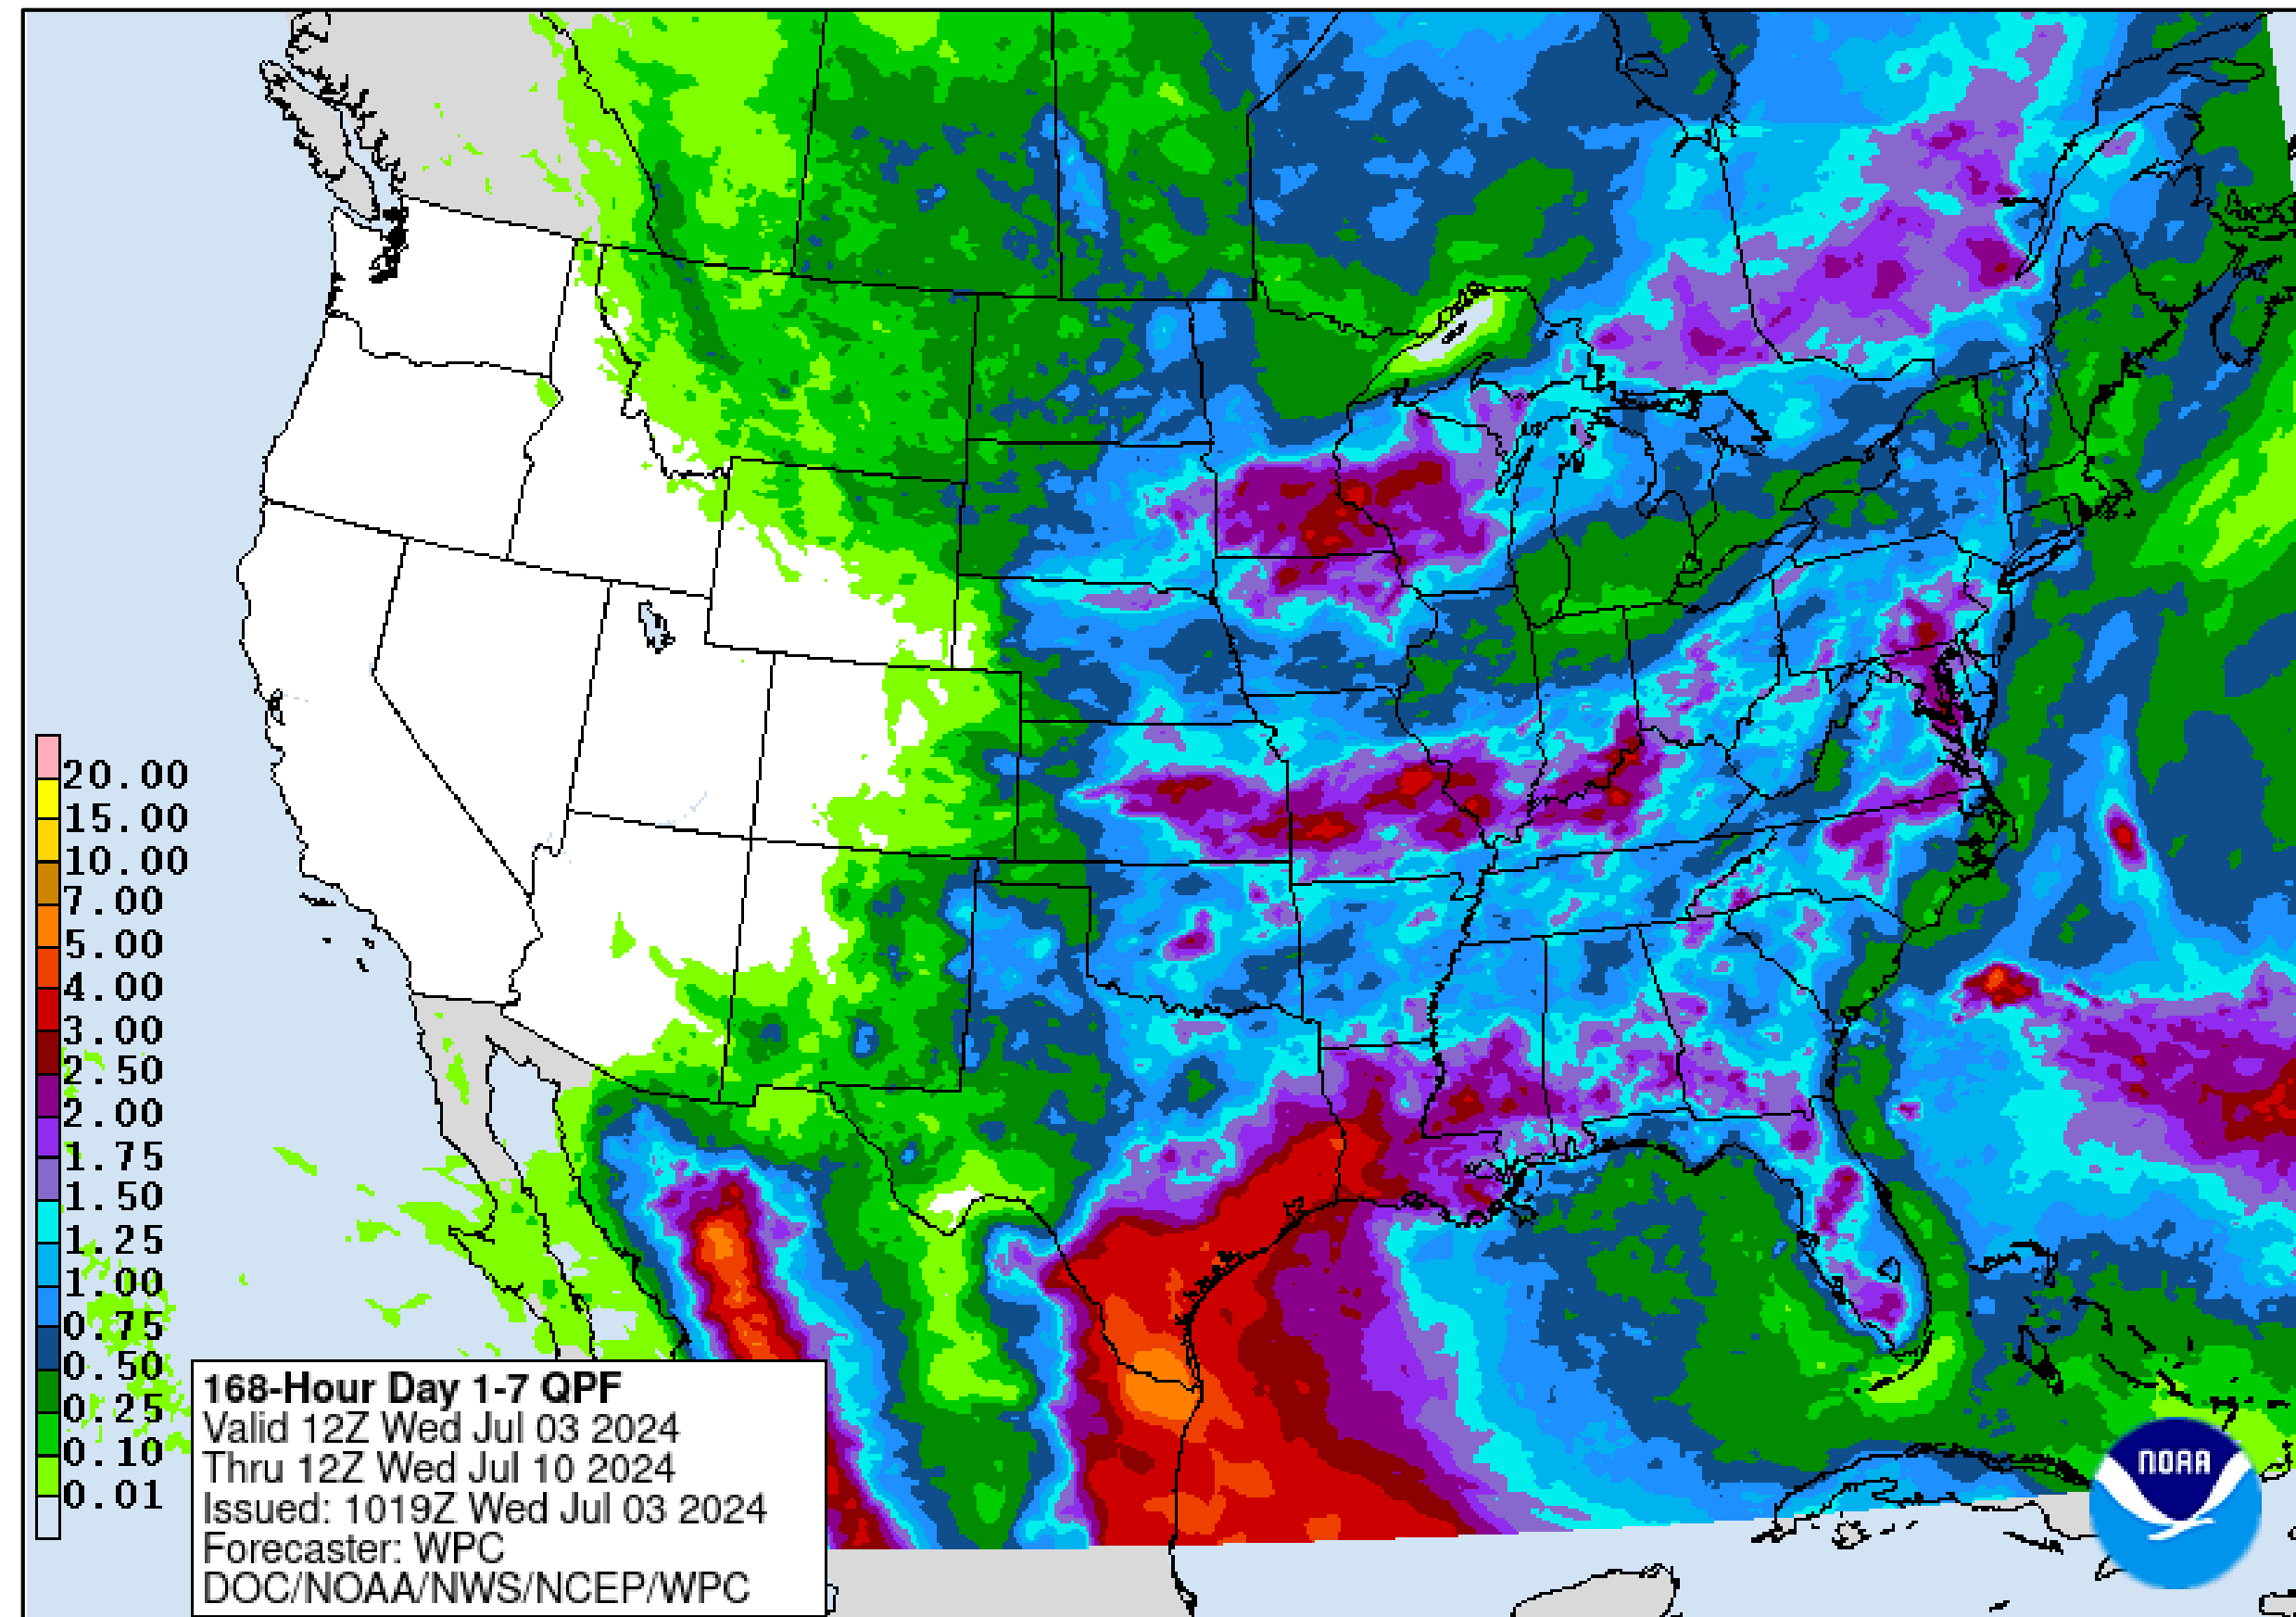 20.00
15.00
10.00
7.00
5.00
4.00
3.00
2.50
2.00
1.75
1.50
1.25
1.00
0.75
0.50
0.25
0.10
0.01
168-Hour Day 1-7 QPF
Valid 12Z Wed Jul 03 2024
Thru 12Z Wed Jul 10 2024
Issued: 1019Z Wed Jul 03 2024
Forecaster: WPC
DOC/NOAA/NWS/NCEP/WPC
NOAA